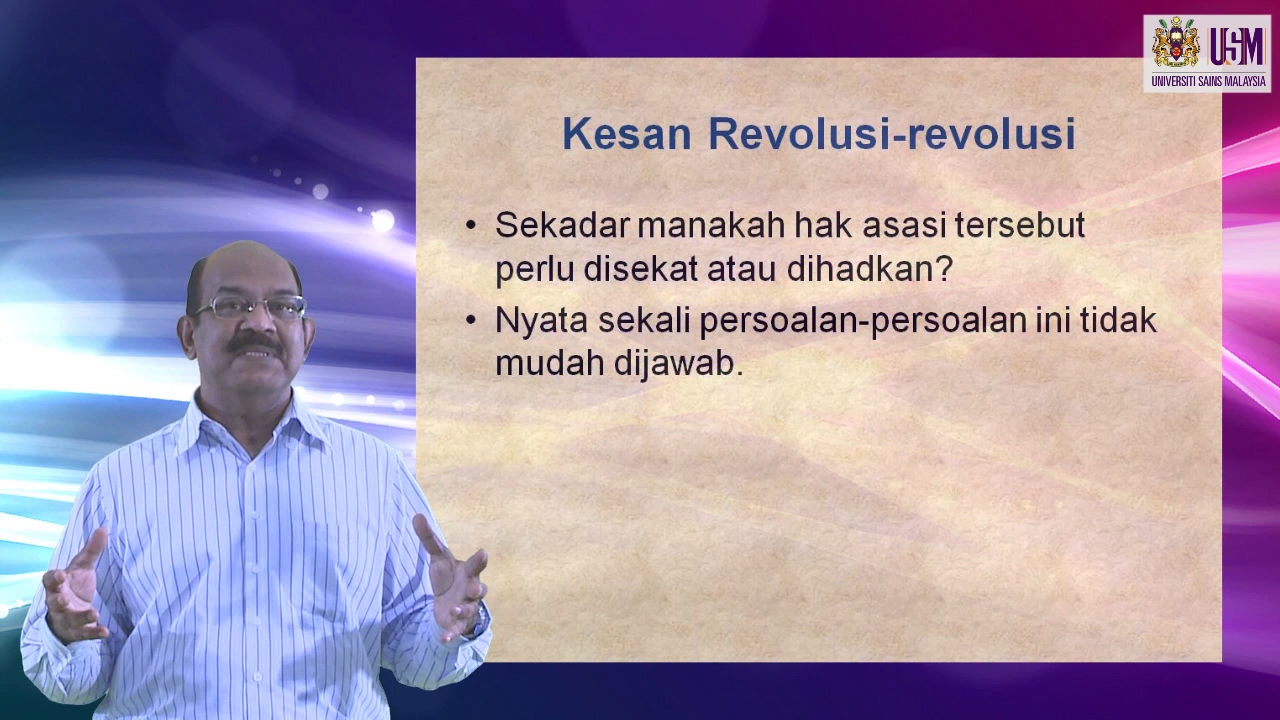 USM
UNIVERSITI SAINS MALAYSIA
Kesan Revolusi-revolusi
• Sekadar manakah hak asasi tersebut
perlu disekat atau dihadkan?
• Nyata sekali persoalan-persoalan ini tidak
mudah dijawab.